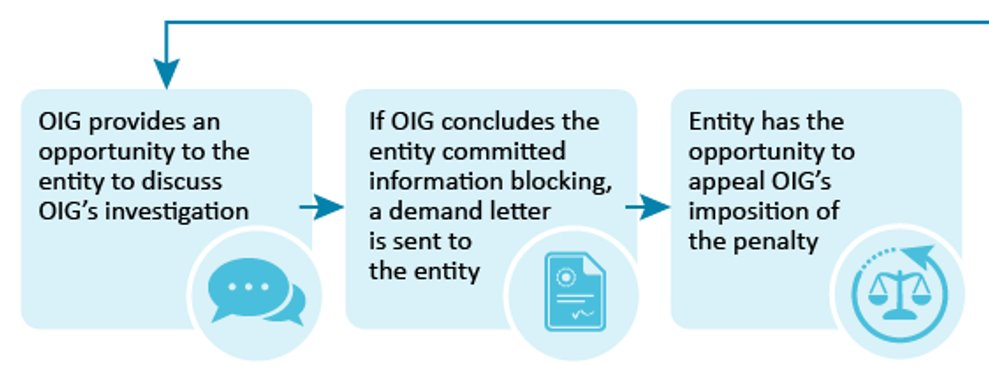 OIG provides an
opportunity to the
entity to discuss
OIG’s investigation
If OIG concludes the
entity committed
information blocking,
a demand letter
is sent to
the entity
Entity has the
opportunity to
appeal OIG’s
imposition of
the penalty